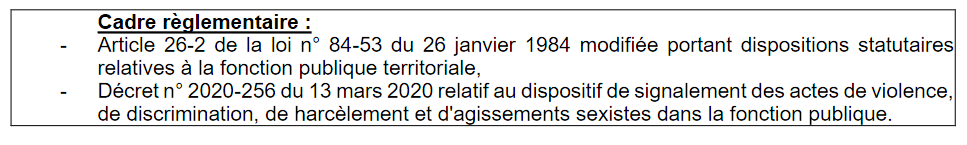 Cadre règlementaire :
- Article 26-2 de la loi n° 84-53 du 26 janvier 1984 modifiée portant dispositions statutaires
relatives à la fonction publique territoriale,
- Décret n° 2020-256 du 13 mars 2020 relatif au dispositif de signalement des actes de violence,
de discrimination, de harcèlement et d'agissements sexistes dans la fonction publique.